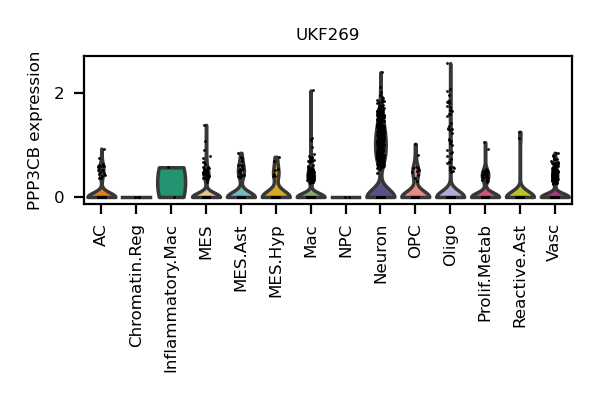 UKF269
PPP3CB expression
2
0
AC
Chromatin.Reg
Inflammatory.Mac
MES
MES.Ast
MES.Hyp
Mac
NPC
Neuron
OPC
Oligo
Prolif.Metab
Reactive.Ast
Vasc